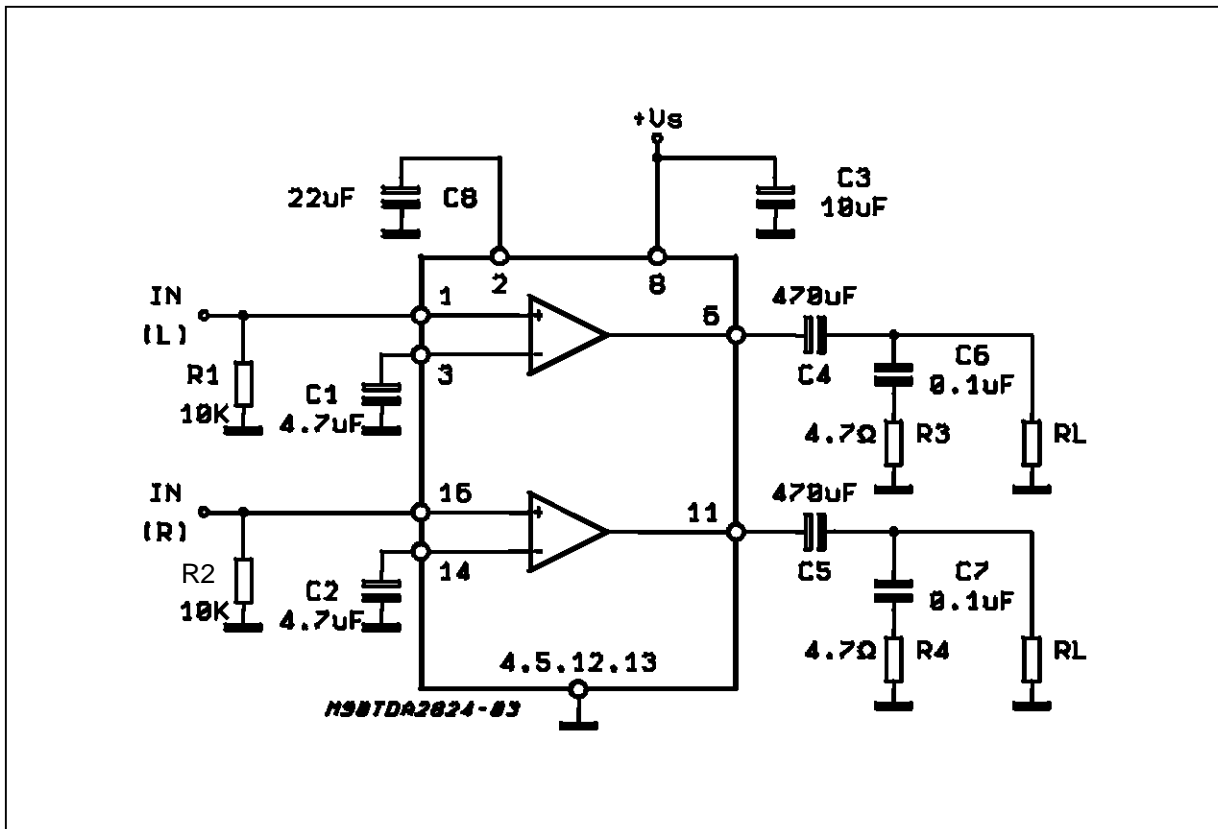 +Vs
22uF
C8
C3
10uF
2
8
IN
(L)
1
3
6
470uF
C4
R1
10K
C1
4.7uF
C6
0.1uF
4.7Ω
R3
RL
IN
(R)
16
14
11
470uF
C5
R2
10K
C2
4.7uF
C7
0.1uF
4.7Ω
R4
RL
4.5.12.13
M90TDA2824-03